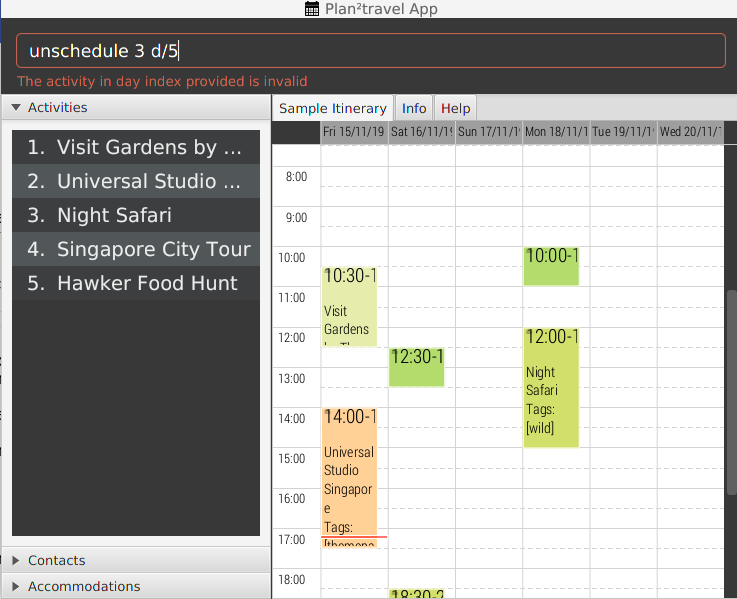 Plan²travel App
unschedule 3 d/5
The activity in day index provided is invalid
Activities
1. Visit Gardens by ...
2. Universal Studio ...
3. Night Safari
4. Singapore City Tour
5. Hawker Food Hunt
Contacts
Accommodations
Sample Itinerary Info Help
Fri 15/11/19 Sat 16/11/19 Sun 17/11/1 Mon 18/11/1 Tue 19/11/1 Wed 20/11/
8:00
9:00
10:00
11:00
12:00
13:00
14:00
15:00
16:00
17:00
18:00
10:30-1
Visit
Gardens
14:00-1
Universal
Studio
Singapor
e
Tags:
[themepa
12:30-1
18:30-2
10:00-1
12:00-1
Night
Safari
Tags:
[wild]